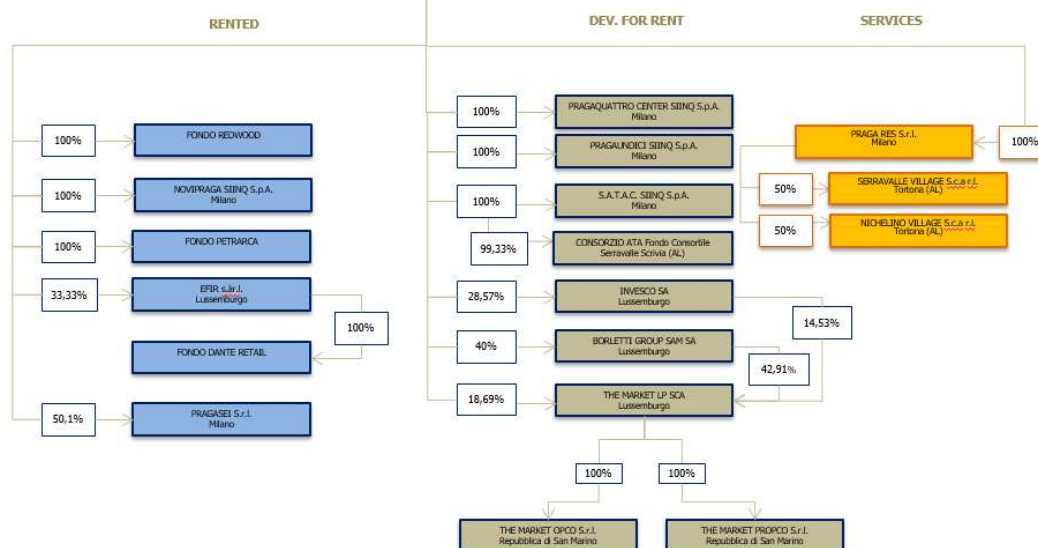 RENTED
DEV. FOR RENT
SERVICES
100%
FONDO REDWOOD
100%
NOVIPRAGA SIINQ S.p.A.
Milano
100%
FONDO PETRARCA
33,33%
EFIR s.àr.l.
Lussemburgo
100%
FONDO DANTE RETAIL
50,1%
PRAGASEI S.r.l.
Milano
100%
PRAGAQUATTRO CENTER SIINQ S.p.A.
Milano
100%
PRAGAUNDICI SIINQ S.p.A.
Milano
100%
S.A.T.A.C. SIINQ S.p.A.
Milano
99,33%
CONSORZIO ATA Fondo Consortile
Serravalle Scrivia (AL)
28,57%
INVESCO SA
Lussemburgo
14,53%
40%
BORLETTI GROUP SAM SA
Lussemburgo
42,91%
18,69%
THE MARKET LP SCA
Lussemburgo
100%
100%
THE MARKET OPCO S.r.l.
Repubblica di San Marino
THE MARKET PROPCO S.r.l.
Repubblica di San Marino
PRAGA RES S.r.l.
Milano
100%
50%
SERRAVALLE VILLAGE S.c.a r.l.
Tortona (AL)
50%
NICHELINO VILLAGE S.c.a r.l.
Tortona (AL)